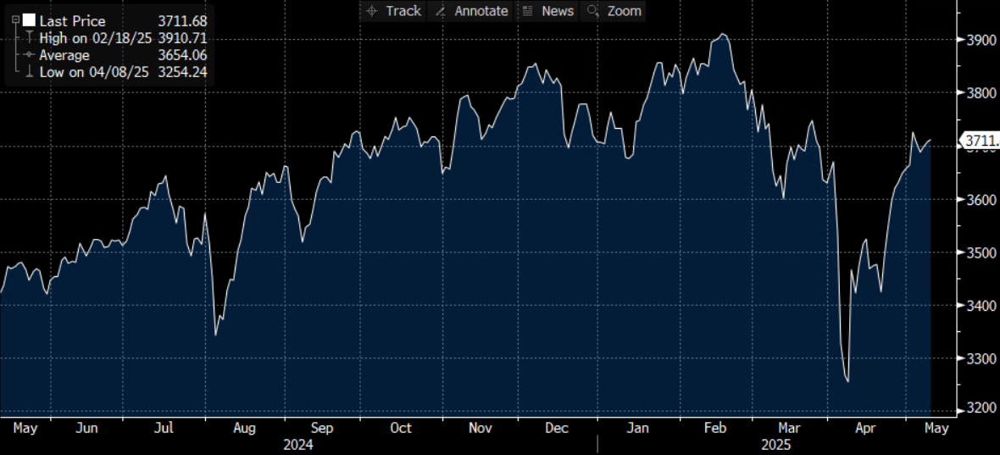 Track Annotate News Zoom
Last Price 3711.68
High on 02/18/25 3910.71
Average 3654.06
Low on 04/08/25 3254.24
3900
3800
3711.
3700
3600
3500
3400
3300
3200
May Jun Jul Aug Sep Oct Nov Dec Jan Feb Mar Apr May
2024 2025